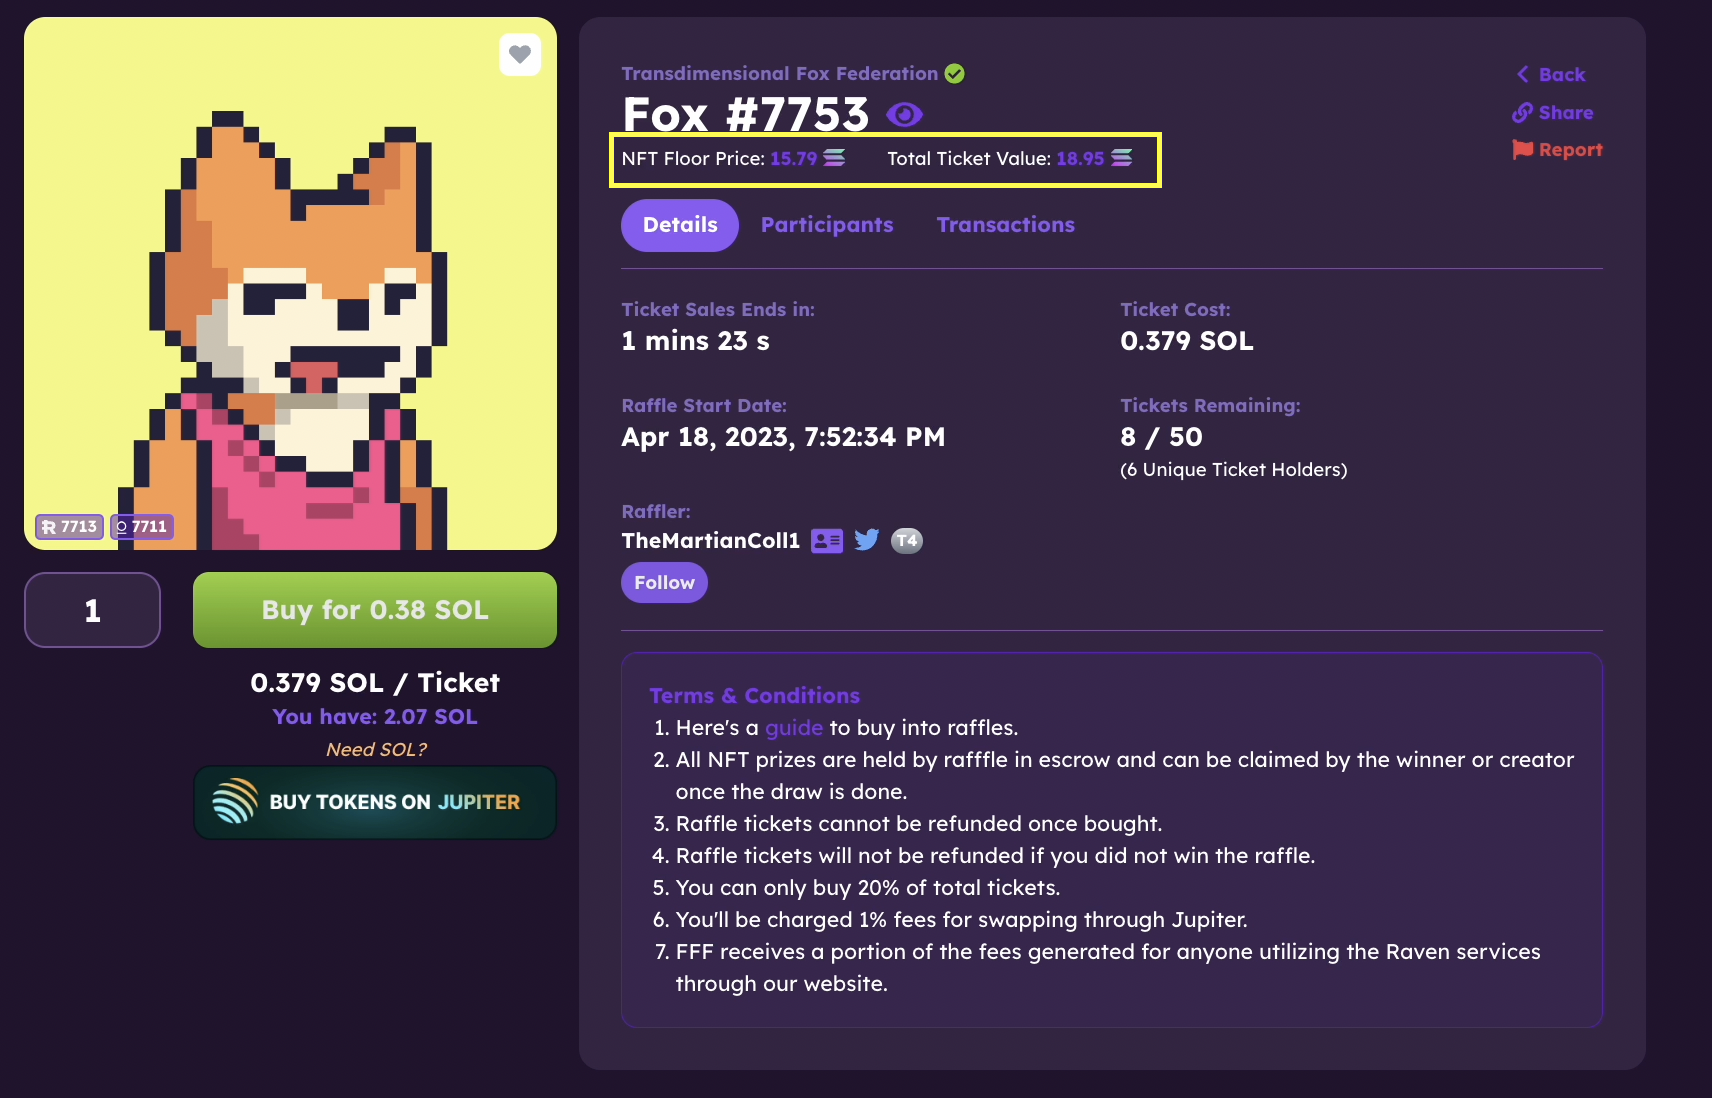 Transdimensional Fox Federation
Fox #7753
NFT Floor Price: 15.79
Total Ticket Value: 18.95
Back
Share
Report
Details
Participants
Transactions
Ticket Sales Ends in:
1 mins 23 s
Ticket Cost:
0.379 SOL
Raffle Start Date:
Apr 18, 2023, 7:52:34 PM
Tickets Remaining:
8 / 50
(6 Unique Ticket Holders)
Raffler:
TheMartianColl1
T4
Follow
7713
7711
1
Buy for 0.38 SOL
0.379 SOL / Ticket
You have: 2.07 SOL
Need SOL?
BUY TOKENS ON JUPITER
Terms & Conditions
1. Here's a guide to buy into raffles.
2. All NFT prizes are held by rafffle in escrow and can be claimed by the winner or creator
once the draw is done.
3. Raffle tickets cannot be refunded once bought.
4. Raffle tickets will not be refunded if you did not win the raffle.
5. You can only buy 20% of total tickets.
6. You'll be charged 1% fees for swapping through Jupiter.
7. FFF receives a portion of the fees generated for anyone utilizing the Raven services
through our website.